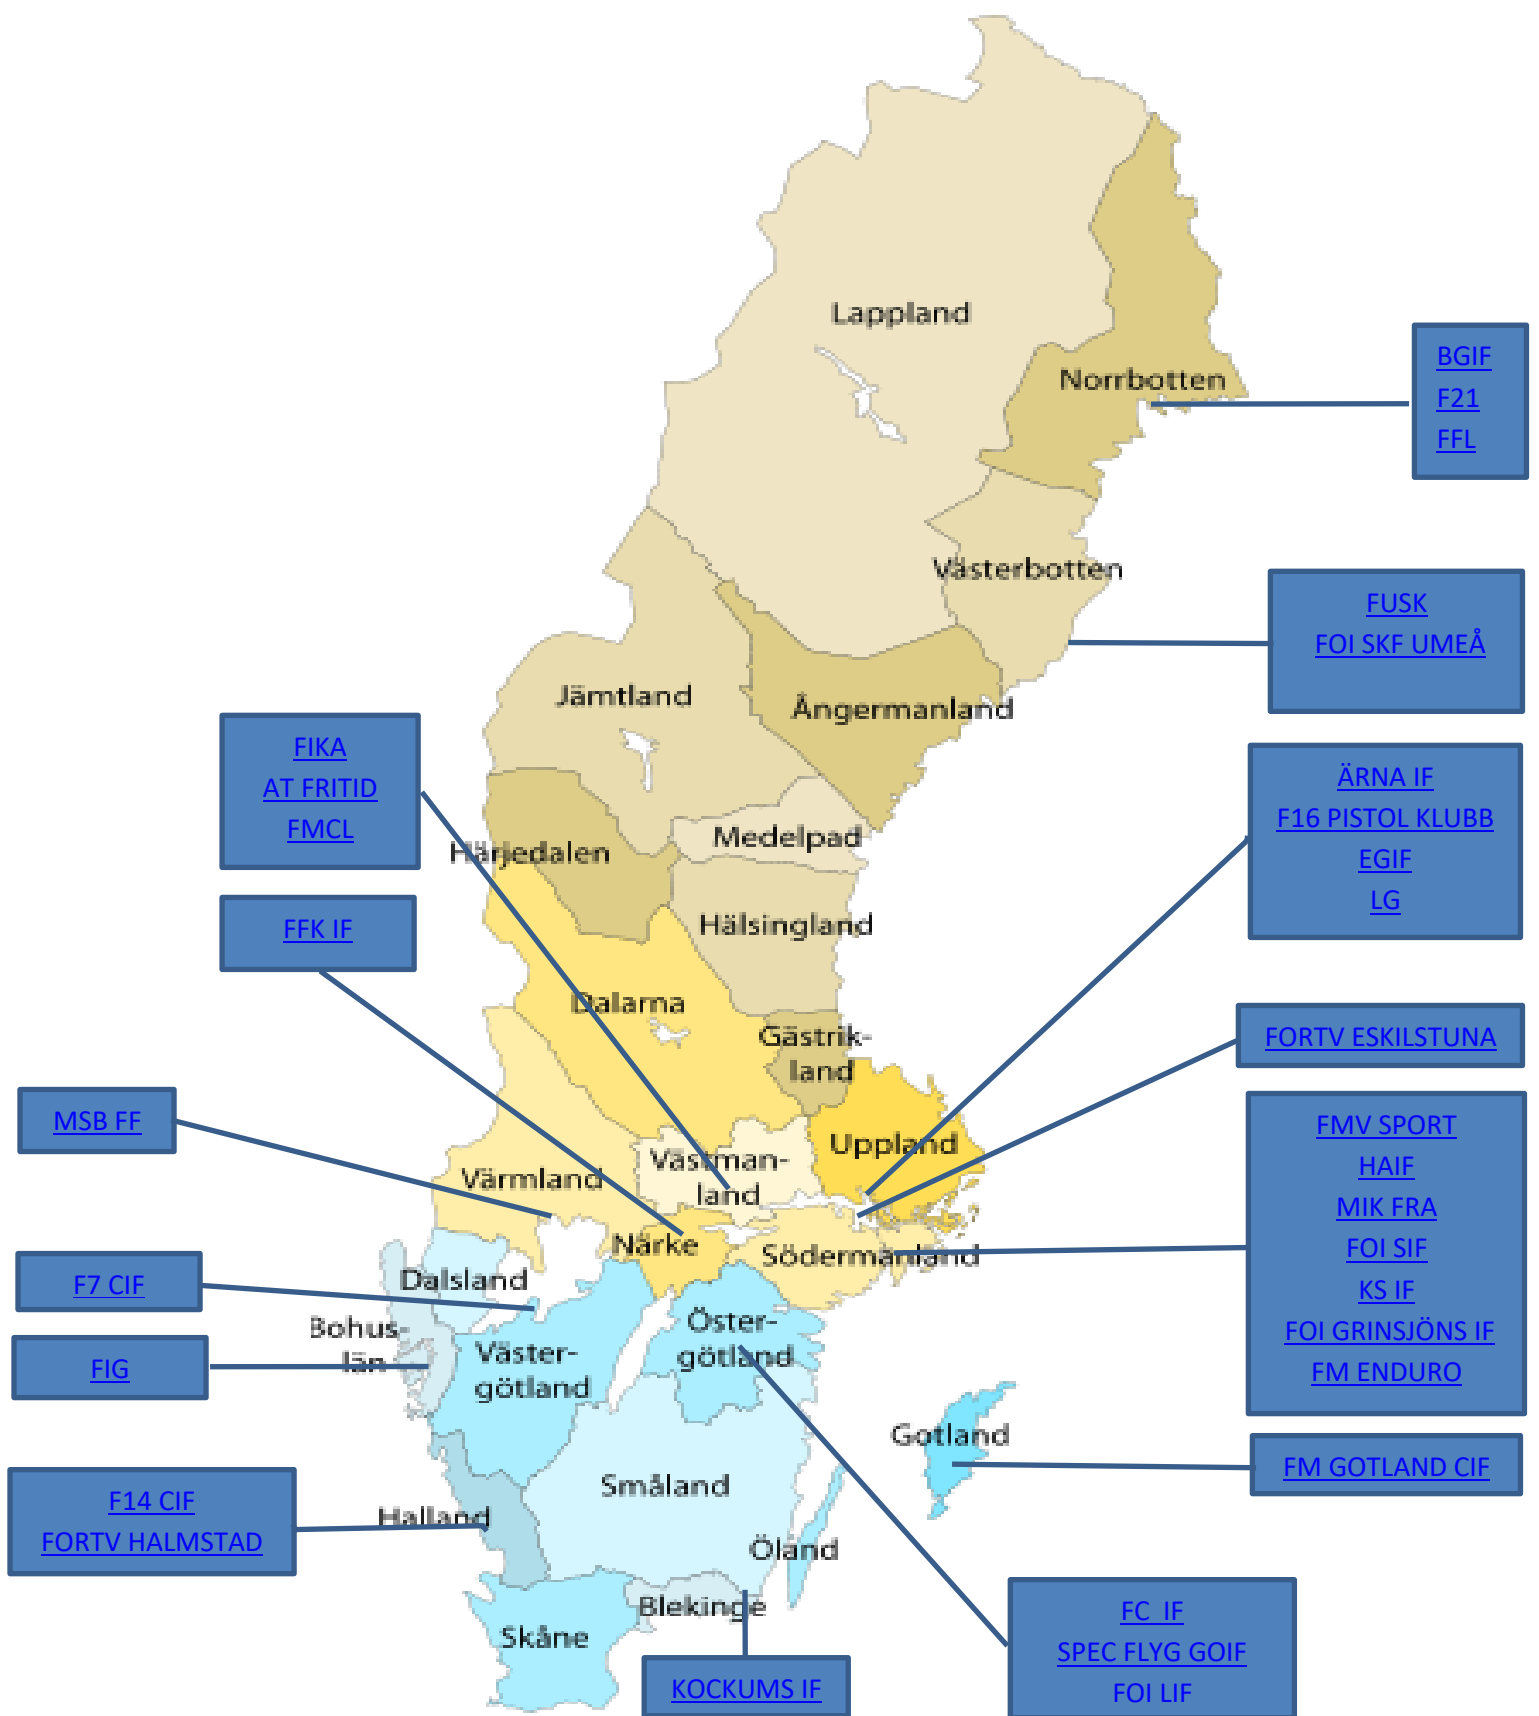 Lappland
Norrbotten
BGIF
F21
FFL
Västerbotten
FUSK
FOI SKF UMEÅ
Jämtland
Ångermanland
FIKA
AT FRITID
FMCL
ÄRNA IF
F16 PISTOL KLUBB
EGIF
LG
Medelpad
Härjedalen
FFK IF
Hälsingland
Dalarna
Gästrik-
land
FORTV ESKILSTUNA
MSB FF
Uppland
Västman-
land
Värmland
FMV SPORT
HAIF
MIK FRA
FOI SIF
KS IF
FOI GRINSJÖNS IF
FM ENDURO
Närke
Södermanland
F7 CIF
Dalsland
Bohus-
län
Väster-
götland
Öster-
götland
FIG
Gotland
FM GOTLAND CIF
F14 CIF
FORTV HALMSTAD
Halland
Småland
Öland
Blekinge
Skåne
KOCKUMS IF
FC  IF
SPEC FLYG GOIF
FOI LIF